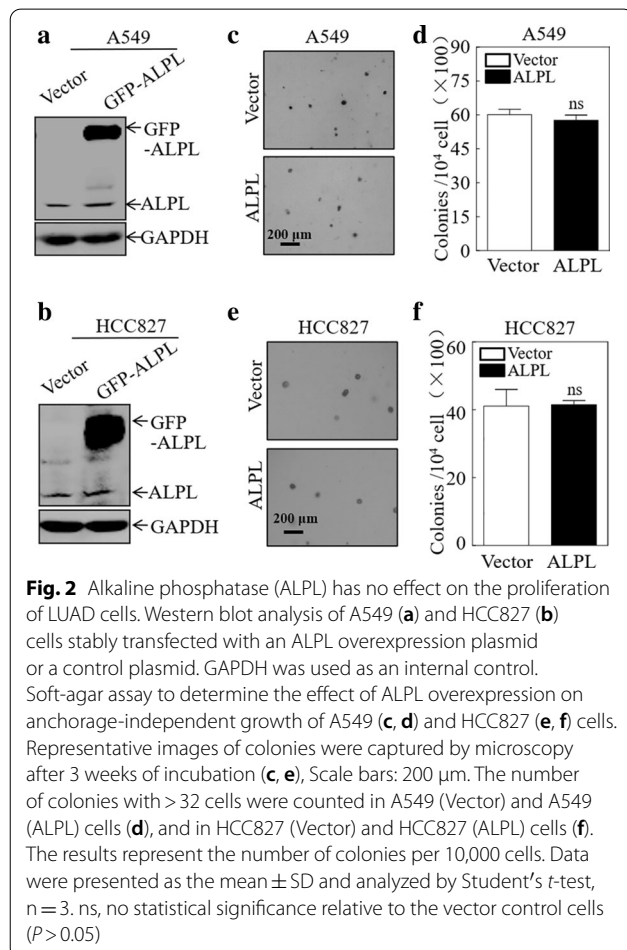 a
A549
Vector
GFP-ALPL
GFP
-ALPL
ALPL
GAPDH
c
A549
Vector
ALPL
200 µm
d
A549
Colonies /10⁴ cell (×100)
90
60
45
30
15
0
Vector
ALPL
ns
Vector
ALPL
b
HCC827
Vector
GFP-ALPL
GFP
-ALPL
ALPL
GAPDH
e
HCC827
Vector
ALPL
200 µm
f
HCC827
Colonies /10⁴ cell (×100)
60
40
20
0
Vector
ALPL
ns
Vector
ALPL
Fig. 2 Alkaline phosphatase (ALPL) has no effect on the proliferation
of LUAD cells. Western blot analysis of A549 (a) and HCC827 (b)
cells stably transfected with an ALPL overexpression plasmid
or a control plasmid. GAPDH was used as an internal control.
Soft-agar assay to determine the effect of ALPL overexpression on
anchorage-independent growth of A549 (c, d) and HCC827 (e, f) cells.
Representative images of colonies were captured by microscopy
after 3 weeks of incubation (c, e), Scale bars: 200 µm. The number
of colonies with > 32 cells were counted in A549 (Vector) and A549
(ALPL) cells (d), and in HCC827 (Vector) and HCC827 (ALPL) cells (f).
The results represent the number of colonies per 10,000 cells. Data
were presented as the mean ± SD and analyzed by Student's t-test,
n = 3. ns, no statistical significance relative to the vector control cells
(P > 0.05)